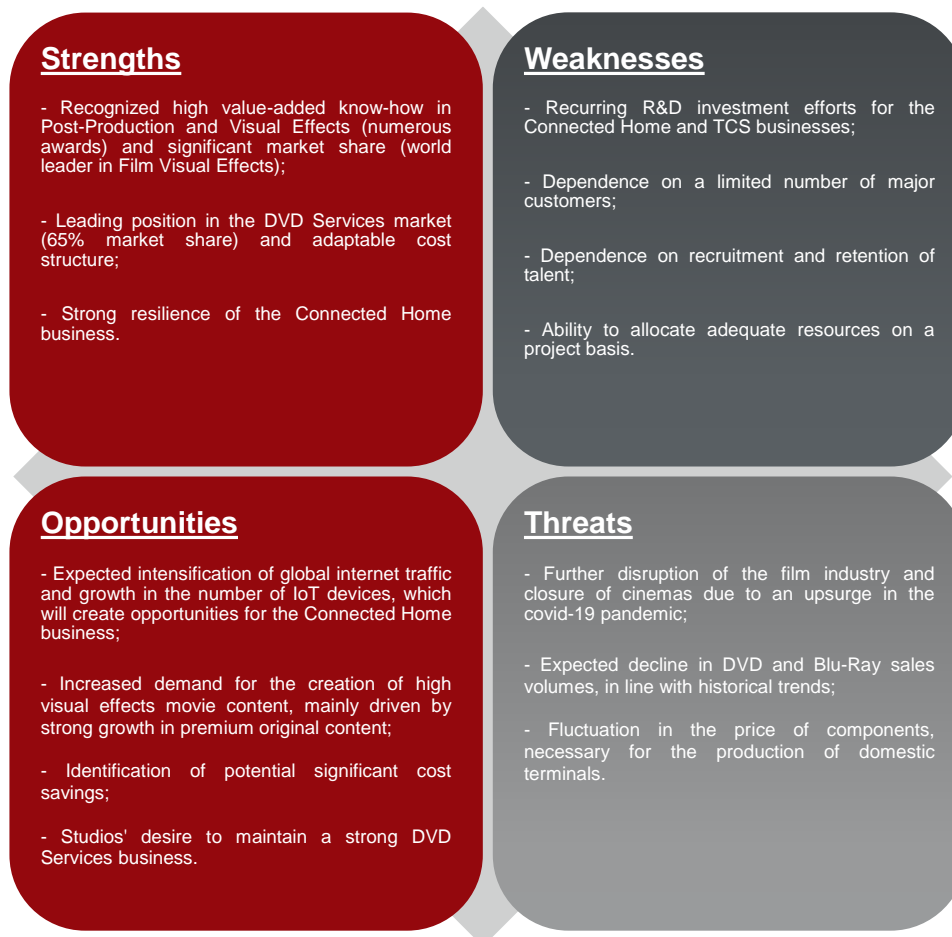 Strengths
- Recognized high value-added know-how in
Post-Production and Visual Effects (numerous
awards) and significant market share (world
leader in Film Visual Effects);
- Leading position in the DVD Services market
(65% market share) and adaptable cost
structure;
- Strong resilience of the Connected Home
business.
Weaknesses
- Recurring R&D investment efforts for the
Connected Home and TCS businesses;
- Dependence on a limited number of major
customers;
- Dependence on recruitment and retention of
talent;
- Ability to allocate adequate resources on a
project basis.
Opportunities
- Expected intensification of global internet traffic
and growth in the number of IoT devices, which
will create opportunities for the Connected Home
business;
- Increased demand for the creation of high
visual effects movie content, mainly driven by
strong growth in premium original content;
- Identification of potential significant cost
savings;
- Studios' desire to maintain a strong DVD
Services business.
Threats
- Further disruption of the film industry and
closure of cinemas due to an upsurge in the
covid-19 pandemic;
- Expected decline in DVD and Blu-Ray sales
volumes, in line with historical trends;
- Fluctuation in the price of components,
necessary for the production of domestic
terminals.